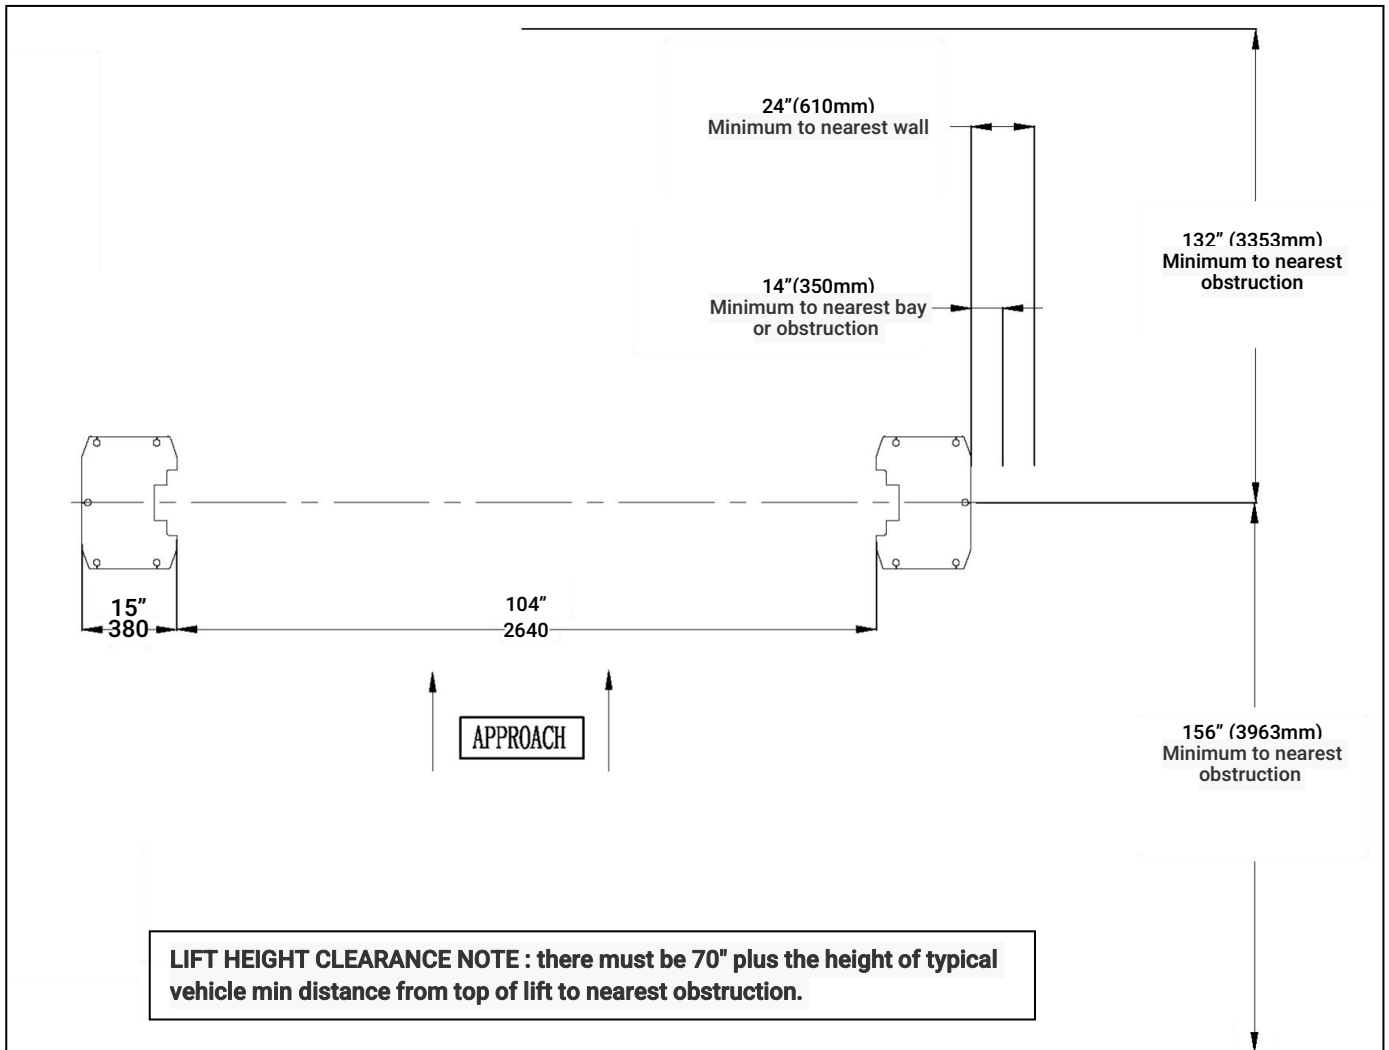 24”(610mm)
Minimum to nearest wall
132” (3353mm)
Minimum to nearest
obstruction
14”(350mm)
Minimum to nearest bay
or obstruction
15”
380
104”
2640
APPROACH
156” (3963mm)
Minimum to nearest
obstruction
LIFT HEIGHT CLEARANCE NOTE : there must be 70" plus the height of typical
vehicle min distance from top of lift to nearest obstruction.